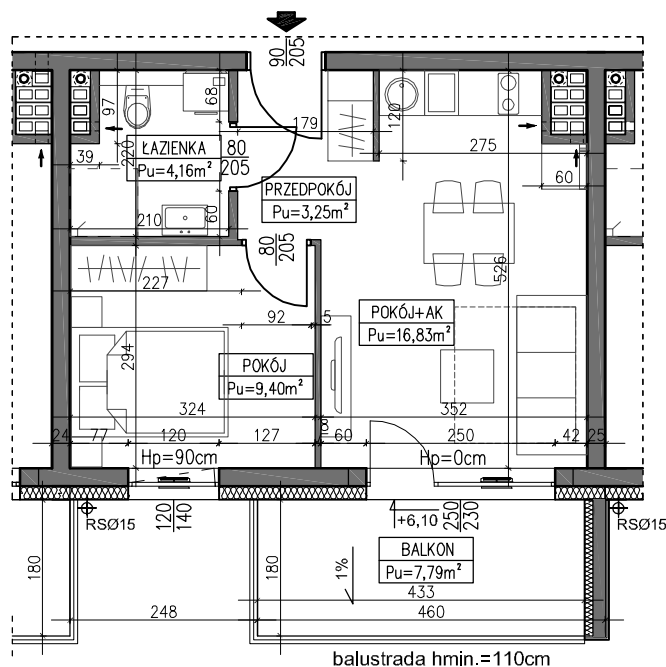 90
205
97
68
179
120
275
39
220
ŁAZIENKA
Pu=4,16m²
80
205
60
60
PRZEDPOKÓJ
Pu=3,25m²
210
80
205
526
227
92
5
POKÓJ+AK
Pu=16,83m²
294
POKÓJ
Pu=9,40m²
324
352
24
77
120
127
8
60
250
42
25
Hp=90cm
Hp=0cm
RSØ15
120
140
+6,10
250
230
RSØ15
180
180
1%
BALKON
Pu=7,79m²
433
248
460
balustrada hmin.=110cm